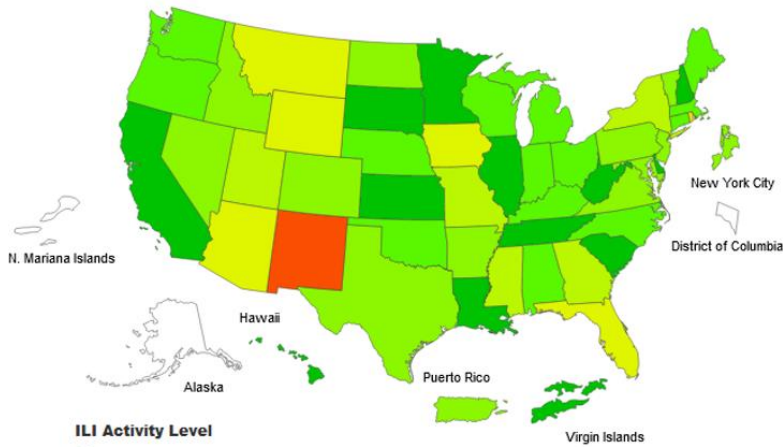 New York City
District of Columbia
N. Mariana Islands
Hawaii
Alaska
Puerto Rico
Virgin Islands
ILI Activity Level